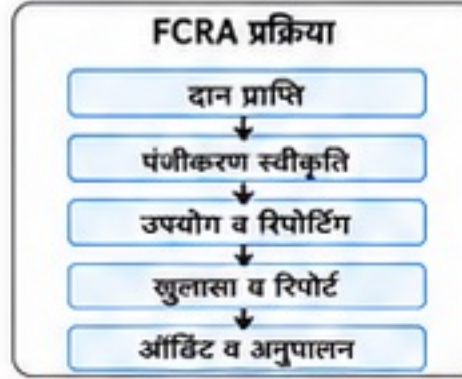 FCRA प्रक्रिया
दान प्राप्ति
पंजीकरण स्वीकृति
उपयोग व रिपोर्टिंग
खुलासा व रिपोर्ट
ऑडिट व अनुपालन